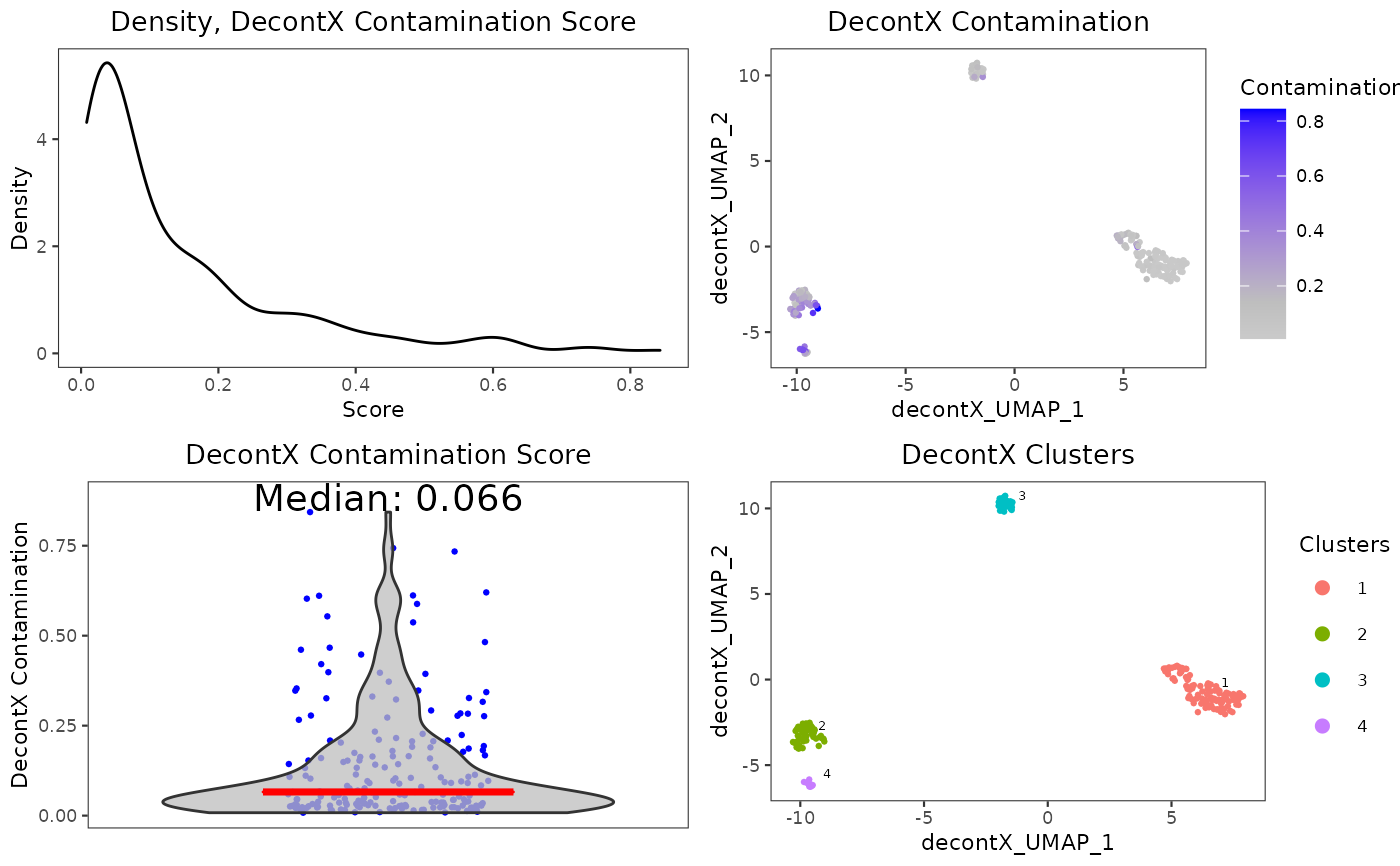 Density, DecontX Contamination Score
Density
4
2
0
0.0 0.2 0.4 0.6 0.8
Score
DecontX Contamination
decontX_UMAP_2
10
5
0
-5
-10 -5 0 5
decontX_UMAP_1
Contamination
0.8
0.6
0.4
0.2
DecontX Contamination Score
Median: 0.066
DecontX Contamination
0.75
0.50
0.25
0.00
DecontX Clusters
decontX_UMAP_2
10
5
0
-5
3
1
2
4
-10 -5 0 5
decontX_UMAP_1
Clusters
1
2
3
4